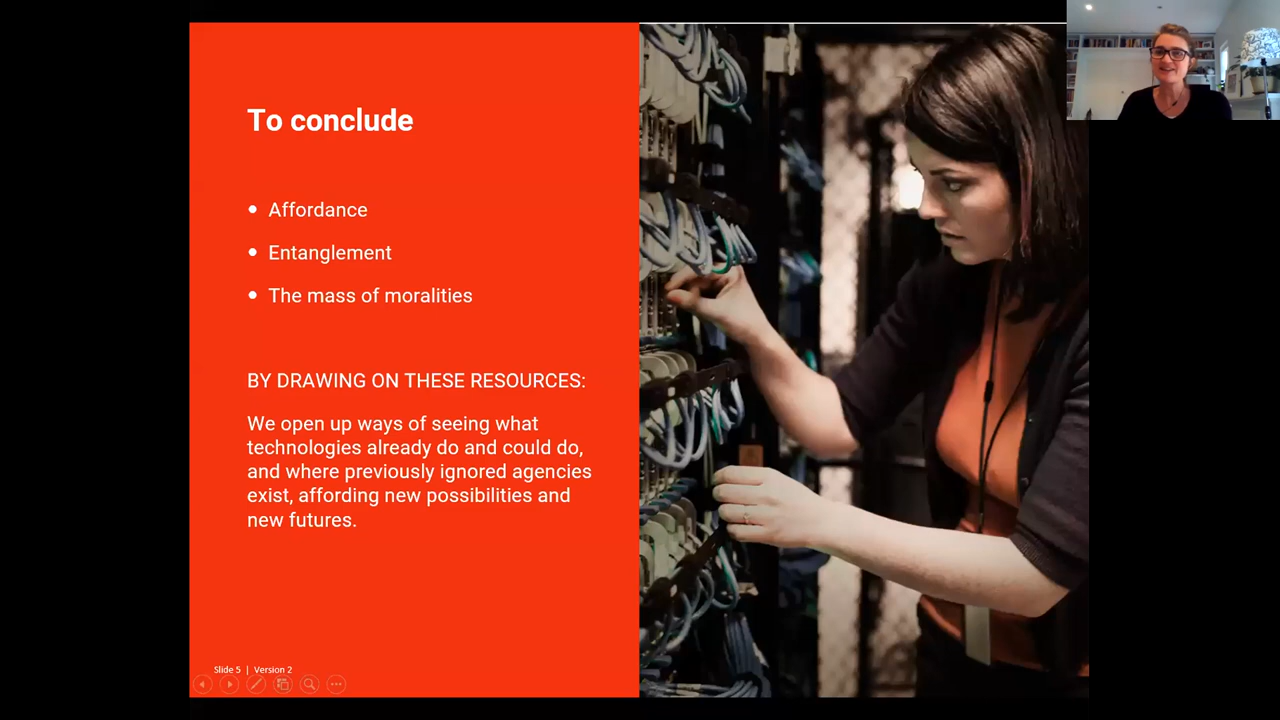 To conclude
• Affordance
• Entanglement
• The mass of moralities
BY DRAWING ON THESE RESOURCES:
We open up ways of seeing what
technologies already do and could do,
and where previously ignored agencies
exist, affording new possibilities and
new futures.
Slide 5 | Version 2